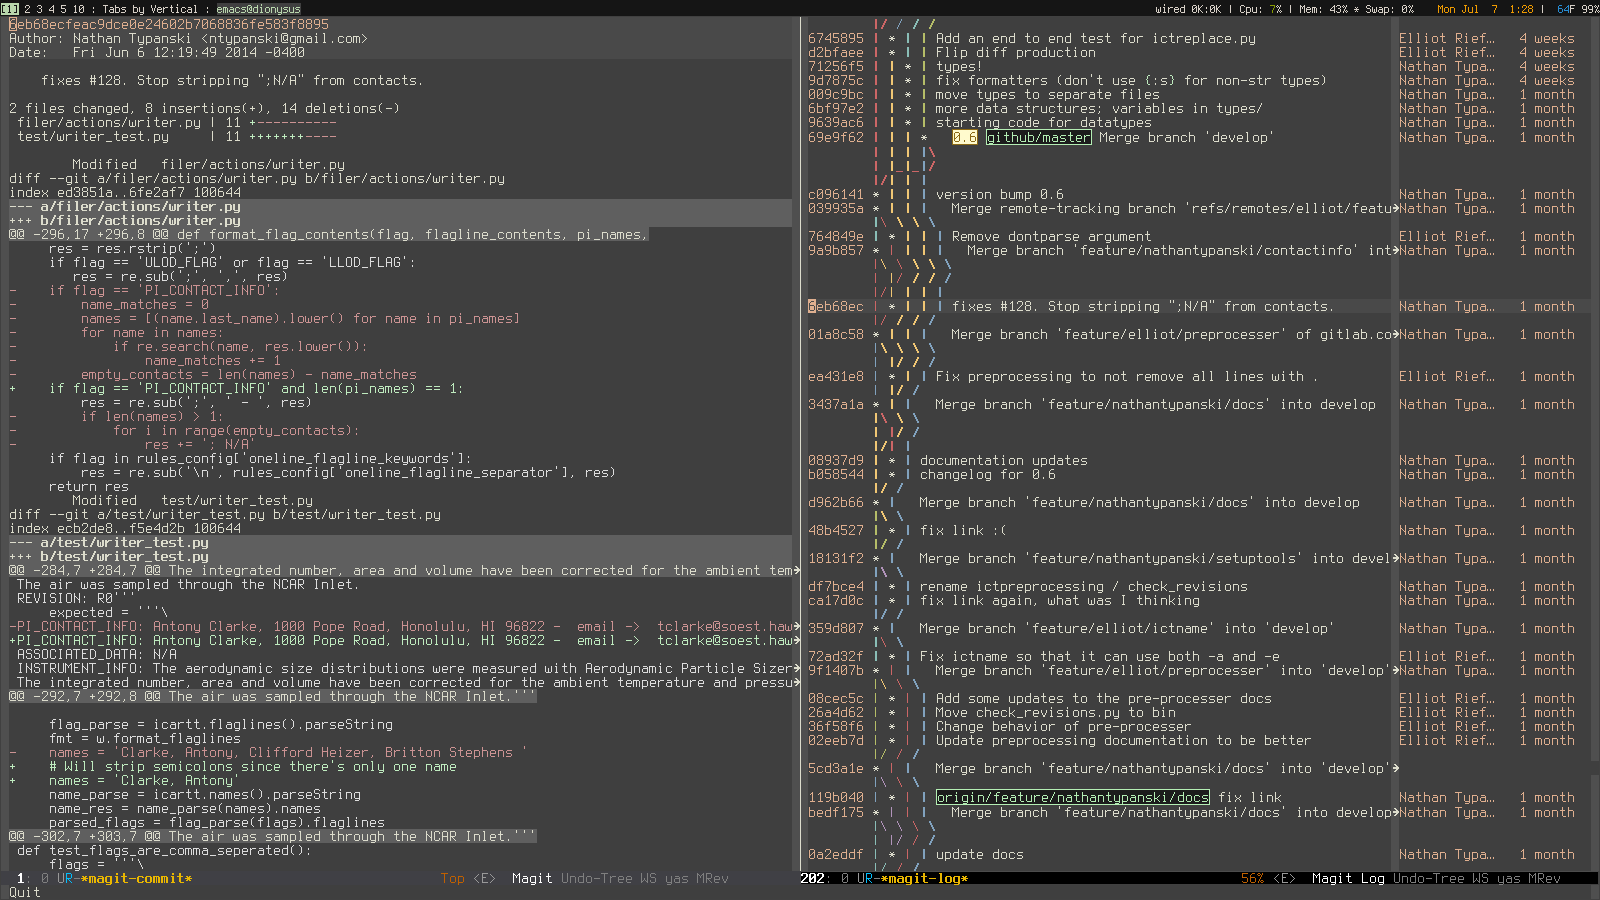 [1] 2 3 4 5 10 : Tabs by Vertical : emacs@dionysus
wired 0K:0K | Cpu: 7% | Mem: 43% * Swap: 0% Mon Jul 7 1:28 | 64F 99%
6eb68ecfeac9dce0e24602b7068836fe583f8895
Author: Nathan Typanski <ntypanski@gmail.com>
Date:   Fri Jun 6 12:19:49 2014 -0400
    fixes #128. Stop stripping ";N/A" from contacts.
2 files changed, 8 insertions(+), 14 deletions(-)
 filer/actions/writer.py | 11 +----------
 test/writer_test.py     | 11 +++++++----
        Modified   filer/actions/writer.py
diff --git a/filer/actions/writer.py b/filer/actions/writer.py
index ed3851a..6fe2af7 100644
--- a/filer/actions/writer.py
+++ b/filer/actions/writer.py
@@ -296,17 +296,8 @@ def format_flag_contents(flag, flagline_contents, pi_names,
     res = res.rstrip(';')
     if flag == 'ULOD_FLAG' or flag == 'LLOD_FLAG':
        res = re.sub(';', ',', res)
-    if flag == 'PI_CONTACT_INFO':
-        name_matches = 0
-        names = [(name.last_name).lower() for name in pi_names]
-        for name in names:
-            if re.search(name, res.lower()):
-                name_matches += 1
-        empty_contacts = len(names) - name_matches
+    if flag == 'PI_CONTACT_INFO' and len(pi_names) == 1:
         res = re.sub(';', ' - ', res)
-        if len(names) > 1:
-            for i in range(empty_contacts):
-                res += '; N/A'
     if flag in rules_config['oneline_flagline_keywords']:
         res = re.sub('\n', rules_config['oneline_flagline_separator'], res)
     return res
        Modified   test/writer_test.py
diff --git a/test/writer_test.py b/test/writer_test.py
index ecb2de8..f5e4d2b 100644
--- a/test/writer_test.py
+++ b/test/writer_test.py
@@ -284,7 +284,7 @@ The integrated number, area and volume have been corrected for the ambient tem
 The air was sampled through the NCAR Inlet.
 REVISION: R0'''
     expected = '''\
-PI_CONTACT_INFO: Antony Clarke, 1000 Pope Road, Honolulu, HI 96822 -  email ->  tclarke@soest.haw
+PI_CONTACT_INFO: Antony Clarke, 1000 Pope Road, Honolulu, HI 96822 -  email ->  tclarke@soest.haw
 ASSOCIATED_DATA: N/A
 INSTRUMENT_INFO: The aerodynamic size distributions were measured with Aerodynamic Particle Sizer
 The integrated number, area and volume have been corrected for the ambient temperature and pressu
@@ -292,7 +292,8 @@ The air was sampled through the NCAR Inlet.'''
     flag_parse = icartt.flaglines().parseString
     fmt = w.format_flaglines
-    names = 'Clarke, Antony, Clifford Heizer, Britton Stephens '
+    # Will strip semicolons since there's only one name
+    names = 'Clarke, Antony'
     name_parse = icartt.names().parseString
     name_res = name_parse(names).names
     parsed_flags = flag_parse(flags).flaglines
@@ -302,7 +303,7 @@ The air was sampled through the NCAR Inlet.'''
 def test_flags_are_comma_seperated():
     flags = '''\
1: 0 UR-*magit-commit* Top <E> Magit Undo-Tree WS yas MRev
Quit
6745895 | * | | Add an end to end test for ictreplace.py Elliot Rief… 4 weeks
d2bfaee | * | | Flip diff production Elliot Rief… 4 weeks
71256f5 | | * | types! Nathan Typa… 4 weeks
9d7875c | | * | fix formatters (don't use {:s} for non-str types) Nathan Typa… 4 weeks
009c9bc | | * | move types to separate files Nathan Typa… 1 month
6bf97e2 | | * | more data structures; variables in types/ Nathan Typa… 1 month
9639ac6 | | * | starting code for datatypes Nathan Typa… 1 month
69e9f62 | | | * 0.6 github/master Merge branch 'develop' Nathan Typa… 1 month
c096141 * | | | version bump 0.6 Nathan Typa… 1 month
039935a * | | | Merge remote-tracking branch 'refs/remotes/elliot/featu Nathan Typa… 1 month
764849e | * | | | Remove dontparse argument Elliot Rief… 1 month
9a9b857 * | | | | Merge branch 'feature/nathantypanski/contactinfo' int Nathan Typa… 1 month
6eb68ec | * | | | fixes #128. Stop stripping ";N/A" from contacts. Nathan Typa… 1 month
01a8c58 * | | | Merge branch 'feature/elliot/preprocesser' of gitlab.co Nathan Typa… 1 month
ea431e8 | * | | Fix preprocessing to not remove all lines with . Elliot Rief… 1 month
3437a1a * | | Merge branch 'feature/nathantypanski/docs' into develop Nathan Typa… 1 month
08937d9 | * | documentation updates Nathan Typa… 1 month
b058544 | * | changelog for 0.6 Nathan Typa… 1 month
d962b66 * | Merge branch 'feature/nathantypanski/docs' into develop Nathan Typa… 1 month
48b4527 | * | fix link :( Nathan Typa… 1 month
18131f2 * | Merge branch 'feature/nathantypanski/setuptools' into devel Nathan Typa… 1 month
df7bce4 | * | rename ictpreprocessing / check_revisions Nathan Typa… 1 month
ca17d0c | * | fix link again, what was I thinking Nathan Typa… 1 month
359d807 * | Merge branch 'feature/elliot/ictname' into 'develop' Nathan Typa… 1 month
72ad32f | * | Fix ictname so that it can use both -a and -e Elliot Rief… 1 month
9f1407b * | | Merge branch 'feature/elliot/preprocesser' into 'develop Nathan Typa… 1 month
08cec5c | * | | Add some updates to the pre-processer docs Elliot Rief… 1 month
26a4d62 | * | | Move check_revisions.py to bin Elliot Rief… 1 month
36f58f6 | * | | Change behavior of pre-processer Elliot Rief… 1 month
02eeb7d | * | | Update preprocessing documentation to be better Elliot Rief… 1 month
5cd3a1e * | | Merge branch 'feature/nathantypanski/docs' into 'develop' Nathan Typa… 1 month
119b040 | * | | origin/feature/nathantypanski/docs fix link Nathan Typa… 1 month
bedf175 * | | Merge branch 'feature/nathantypanski/docs' into develop Nathan Typa… 1 month
0a2eddf | * | | update docs Nathan Typa… 1 month
202: 0 UR-*magit-log* 56% <E> Magit Log Undo-Tree WS yas MRev